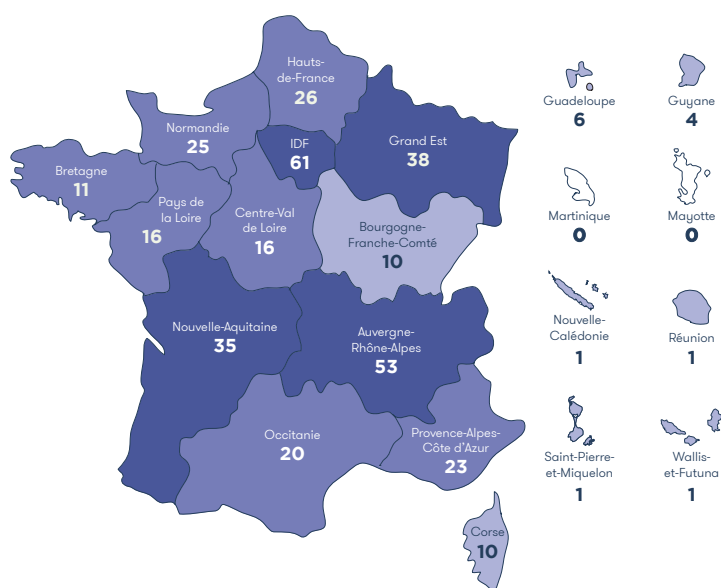 Hauts-
de-France
26
Normandie
25
IDF
61
Grand Est
38
Bretagne
11
Pays de
la Loire
16
Centre-Val
de Loire
16
Bourgogne-
Franche-Comté
10
Nouvelle-Aquitaine
35
Auvergne-
Rhône-Alpes
53
Occitanie
20
Provence-Alpes-
Côte d'Azur
23
Corse
10
Guadeloupe
6
Guyane
4
Martinique
0
Mayotte
0
Nouvelle-
Calédonie
1
Réunion
1
Saint-Pierre-
et-Miquelon
1
Wallis-
et-Futuna
1